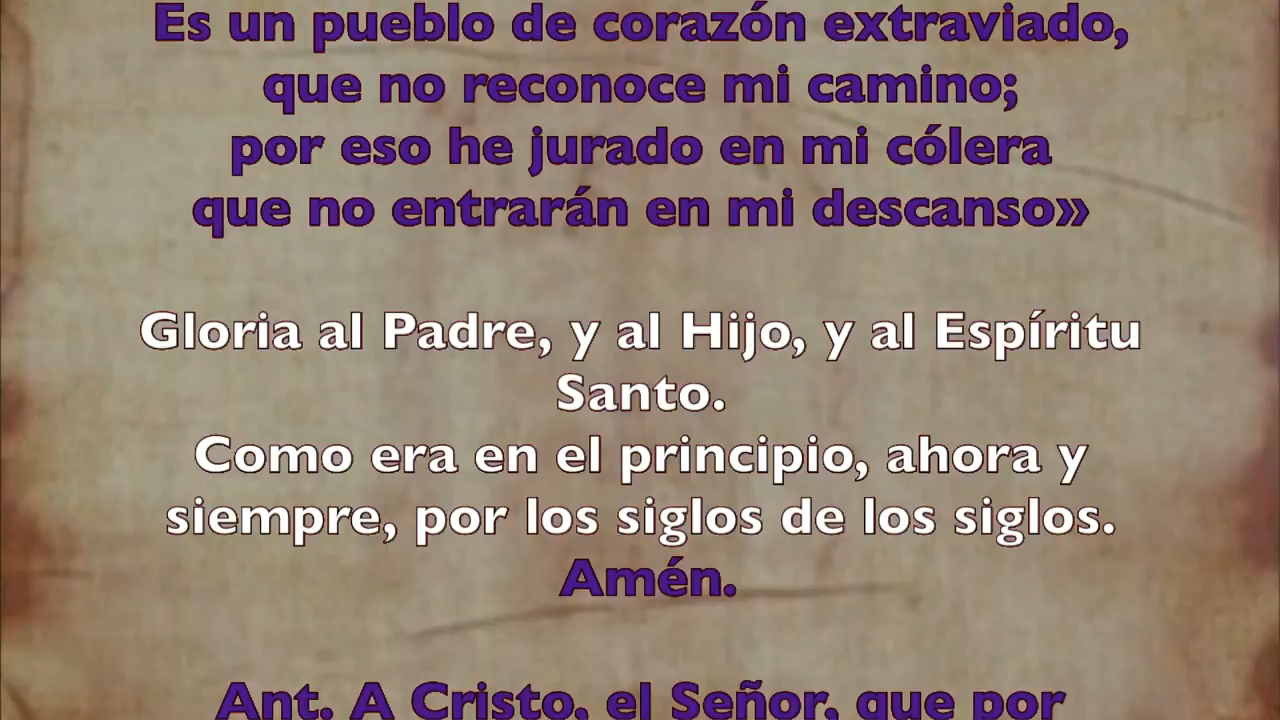 Es un pueblo de corazón extraviado,
que no reconoce mi camino;
por eso he jurado en mi cólera
que no entrarán en mi descanso»
Gloria al Padre, y al Hijo, y al Espíritu
Santo.
Como era en el principio, ahora y
siempre, por los siglos de los siglos.
Amén.
Ant. A Cristo, el Señor, que por